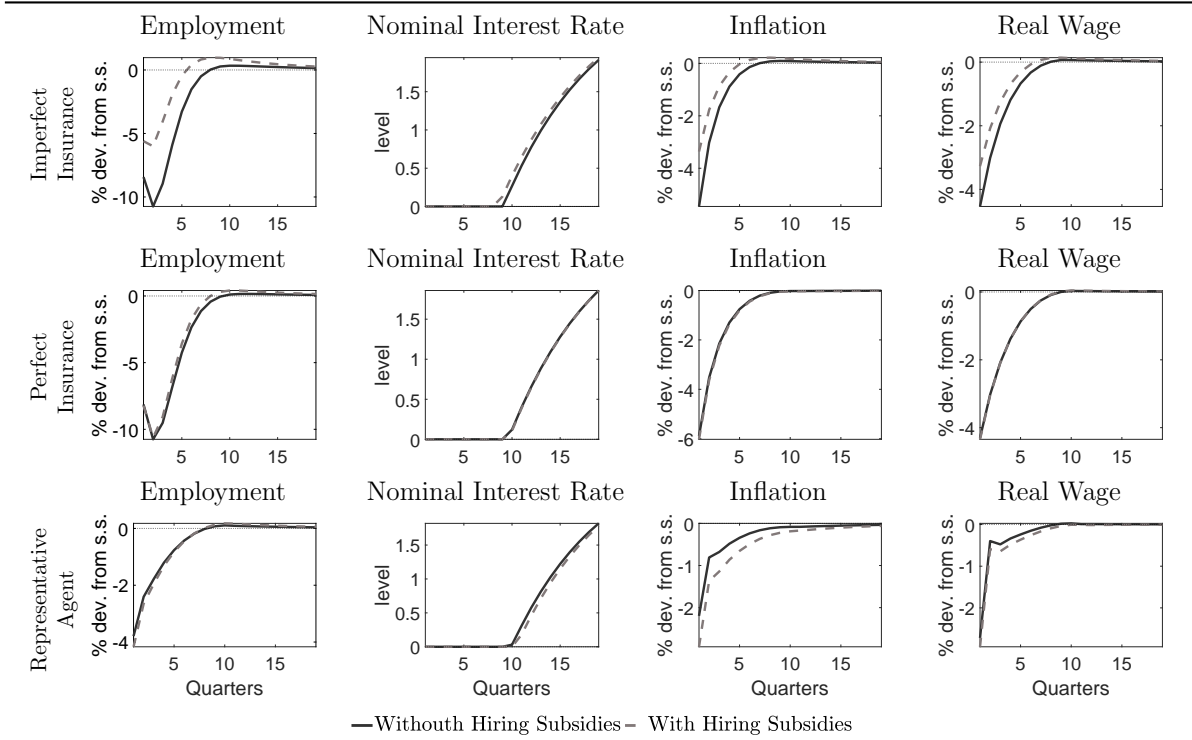 Employment Nominal Interest Rate Inflation Real Wage
Imperfect
Insurance
% dev. from s.s.
0
-5
-10
5 10 15
level
1.5
1
0.5
0
5 10 15
% dev. from s.s.
0
-2
-4
5 10 15
% dev. from s.s.
0
-2
-4
5 10 15
Employment Nominal Interest Rate Inflation Real Wage
Perfect
Insurance
% dev. from s.s.
0
-5
-10
5 10 15
level
1.5
1
0.5
0
5 10 15
% dev. from s.s.
0
-2
-4
-6
5 10 15
% dev. from s.s.
0
-2
-4
5 10 15
Employment Nominal Interest Rate Inflation Real Wage
Representative
Agent
% dev. from s.s.
0
-2
-4
5 10 15
Quarters
level
1.5
1
0.5
0
5 10 15
Quarters
% dev. from s.s.
0
-1
-2
5 10 15
Quarters
% dev. from s.s.
0
-1
-2
5 10 15
Quarters
Withouth Hiring Subsidies With Hiring Subsidies